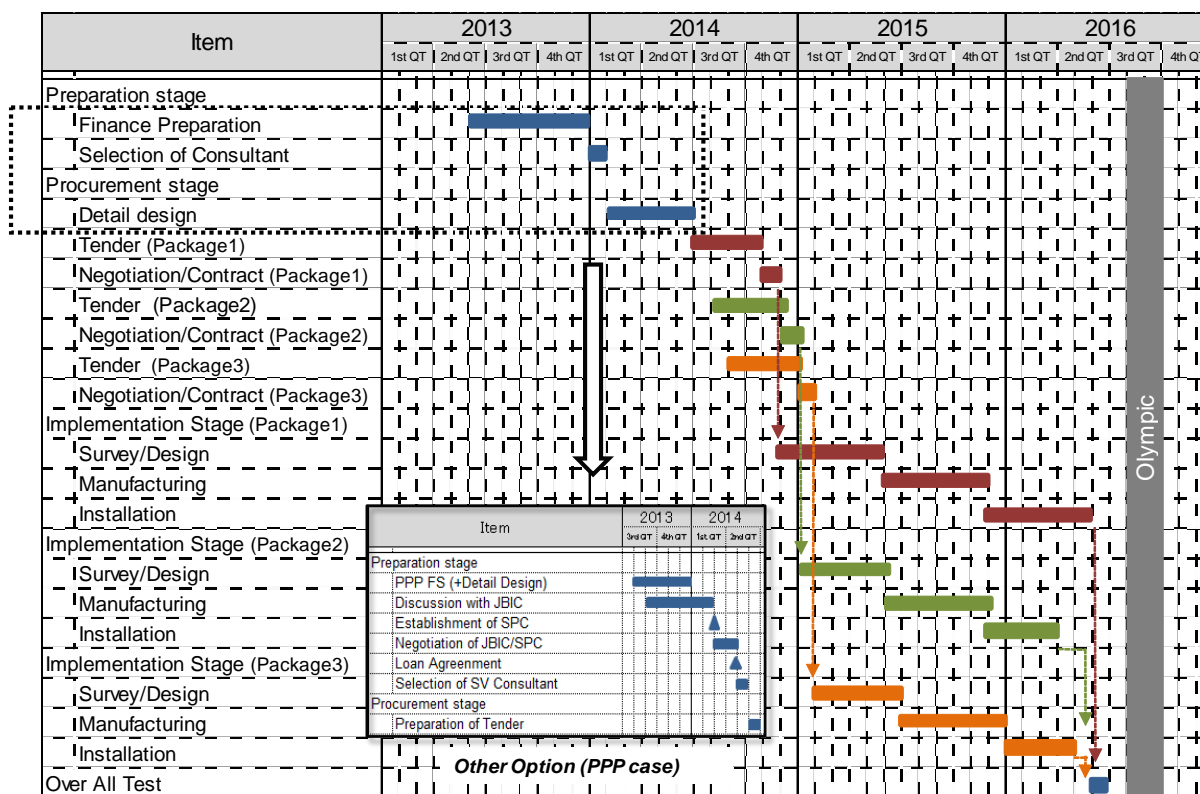 Item 2013 2014 2015 2016
1st QT 2nd QT 3rd QT 4th QT 1st QT 2nd QT 3rd QT 4th QT 1st QT 2nd QT 3rd QT 4th QT 1st QT 2nd QT 3rd QT 4th QT
Preparation stage
Finance Preparation
Selection of Consultant
Procurement stage
Detail design
Tender (Package1)
Negotiation/Contract (Package1)
Tender (Package2)
Negotiation/Contract (Package2)
Tender (Package3)
Negotiation/Contract (Package3)
Implementation Stage (Package1)
Survey/Design
Manufacturing
Installation
Implementation Stage (Package2)
Survey/Design
Manufacturing
Installation
Implementation Stage (Package3)
Survey/Design
Manufacturing
Installation
Over All Test
Olympic
Item 2013 2014
3rd QT 4th QT 1st QT 2nd QT
Preparation stage
PPP FS (+Detail Design)
Discussion with JBIC
Establishment of SPC
Negotiation of JBIC/SPC
Loan Agreenment
Selection of SV Consultant
Procurement stage
Preparation of Tender
Other Option (PPP case)